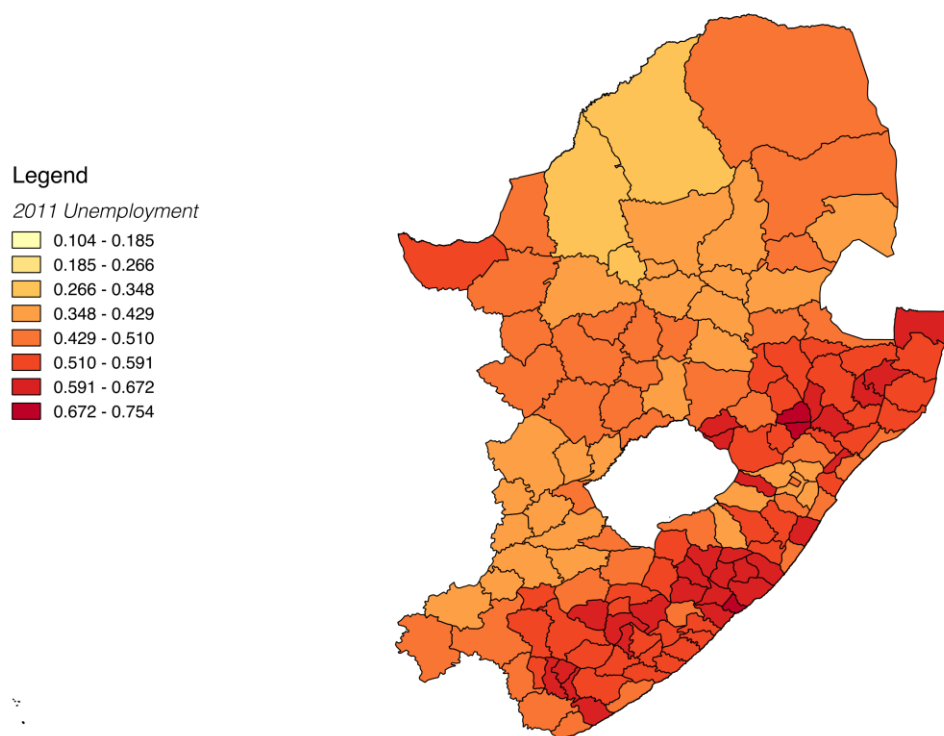 Legend
2011 Unemployment
0.104 - 0.185
0.185 - 0.266
0.266 - 0.348
0.348 - 0.429
0.429 - 0.510
0.510 - 0.591
0.591 - 0.672
0.672 - 0.754